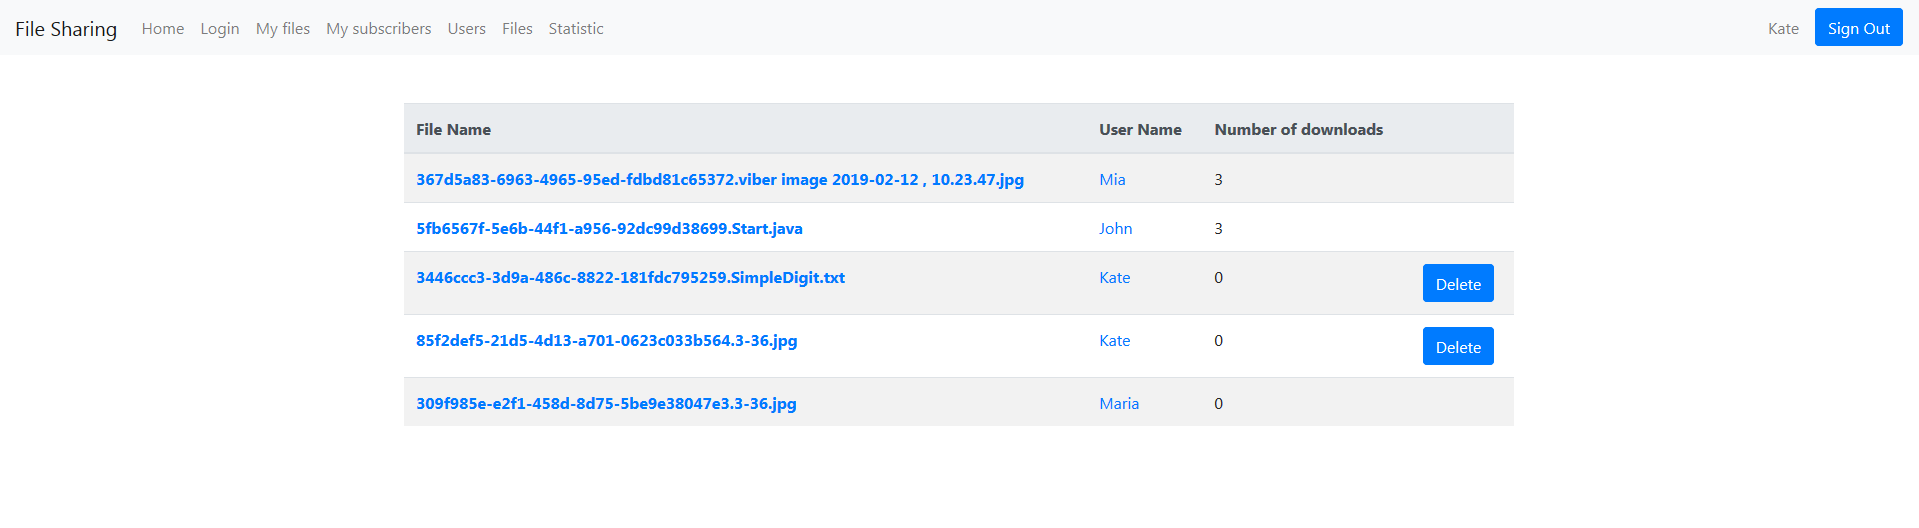 File Sharing Home Login My files My subscribers Users Files Statistic Kate Sign Out
File Name User Name Number of downloads
367d5a83-6963-4965-95ed-fdbd81c65372.viber image 2019-02-12 , 10.23.47.jpg Mia 3
5fb6567f-5e6b-44f1-a956-92dc99d38699.Start.java John 3
3446ccc3-3d9a-486c-8822-181fdc795259.SimpleDigit.txt Kate 0 Delete
85f2def5-21d5-4d13-a701-0623c033b564.3-36.jpg Kate 0 Delete
309f985e-e2f1-458d-8d75-5be9e38047e3.3-36.jpg Maria 0